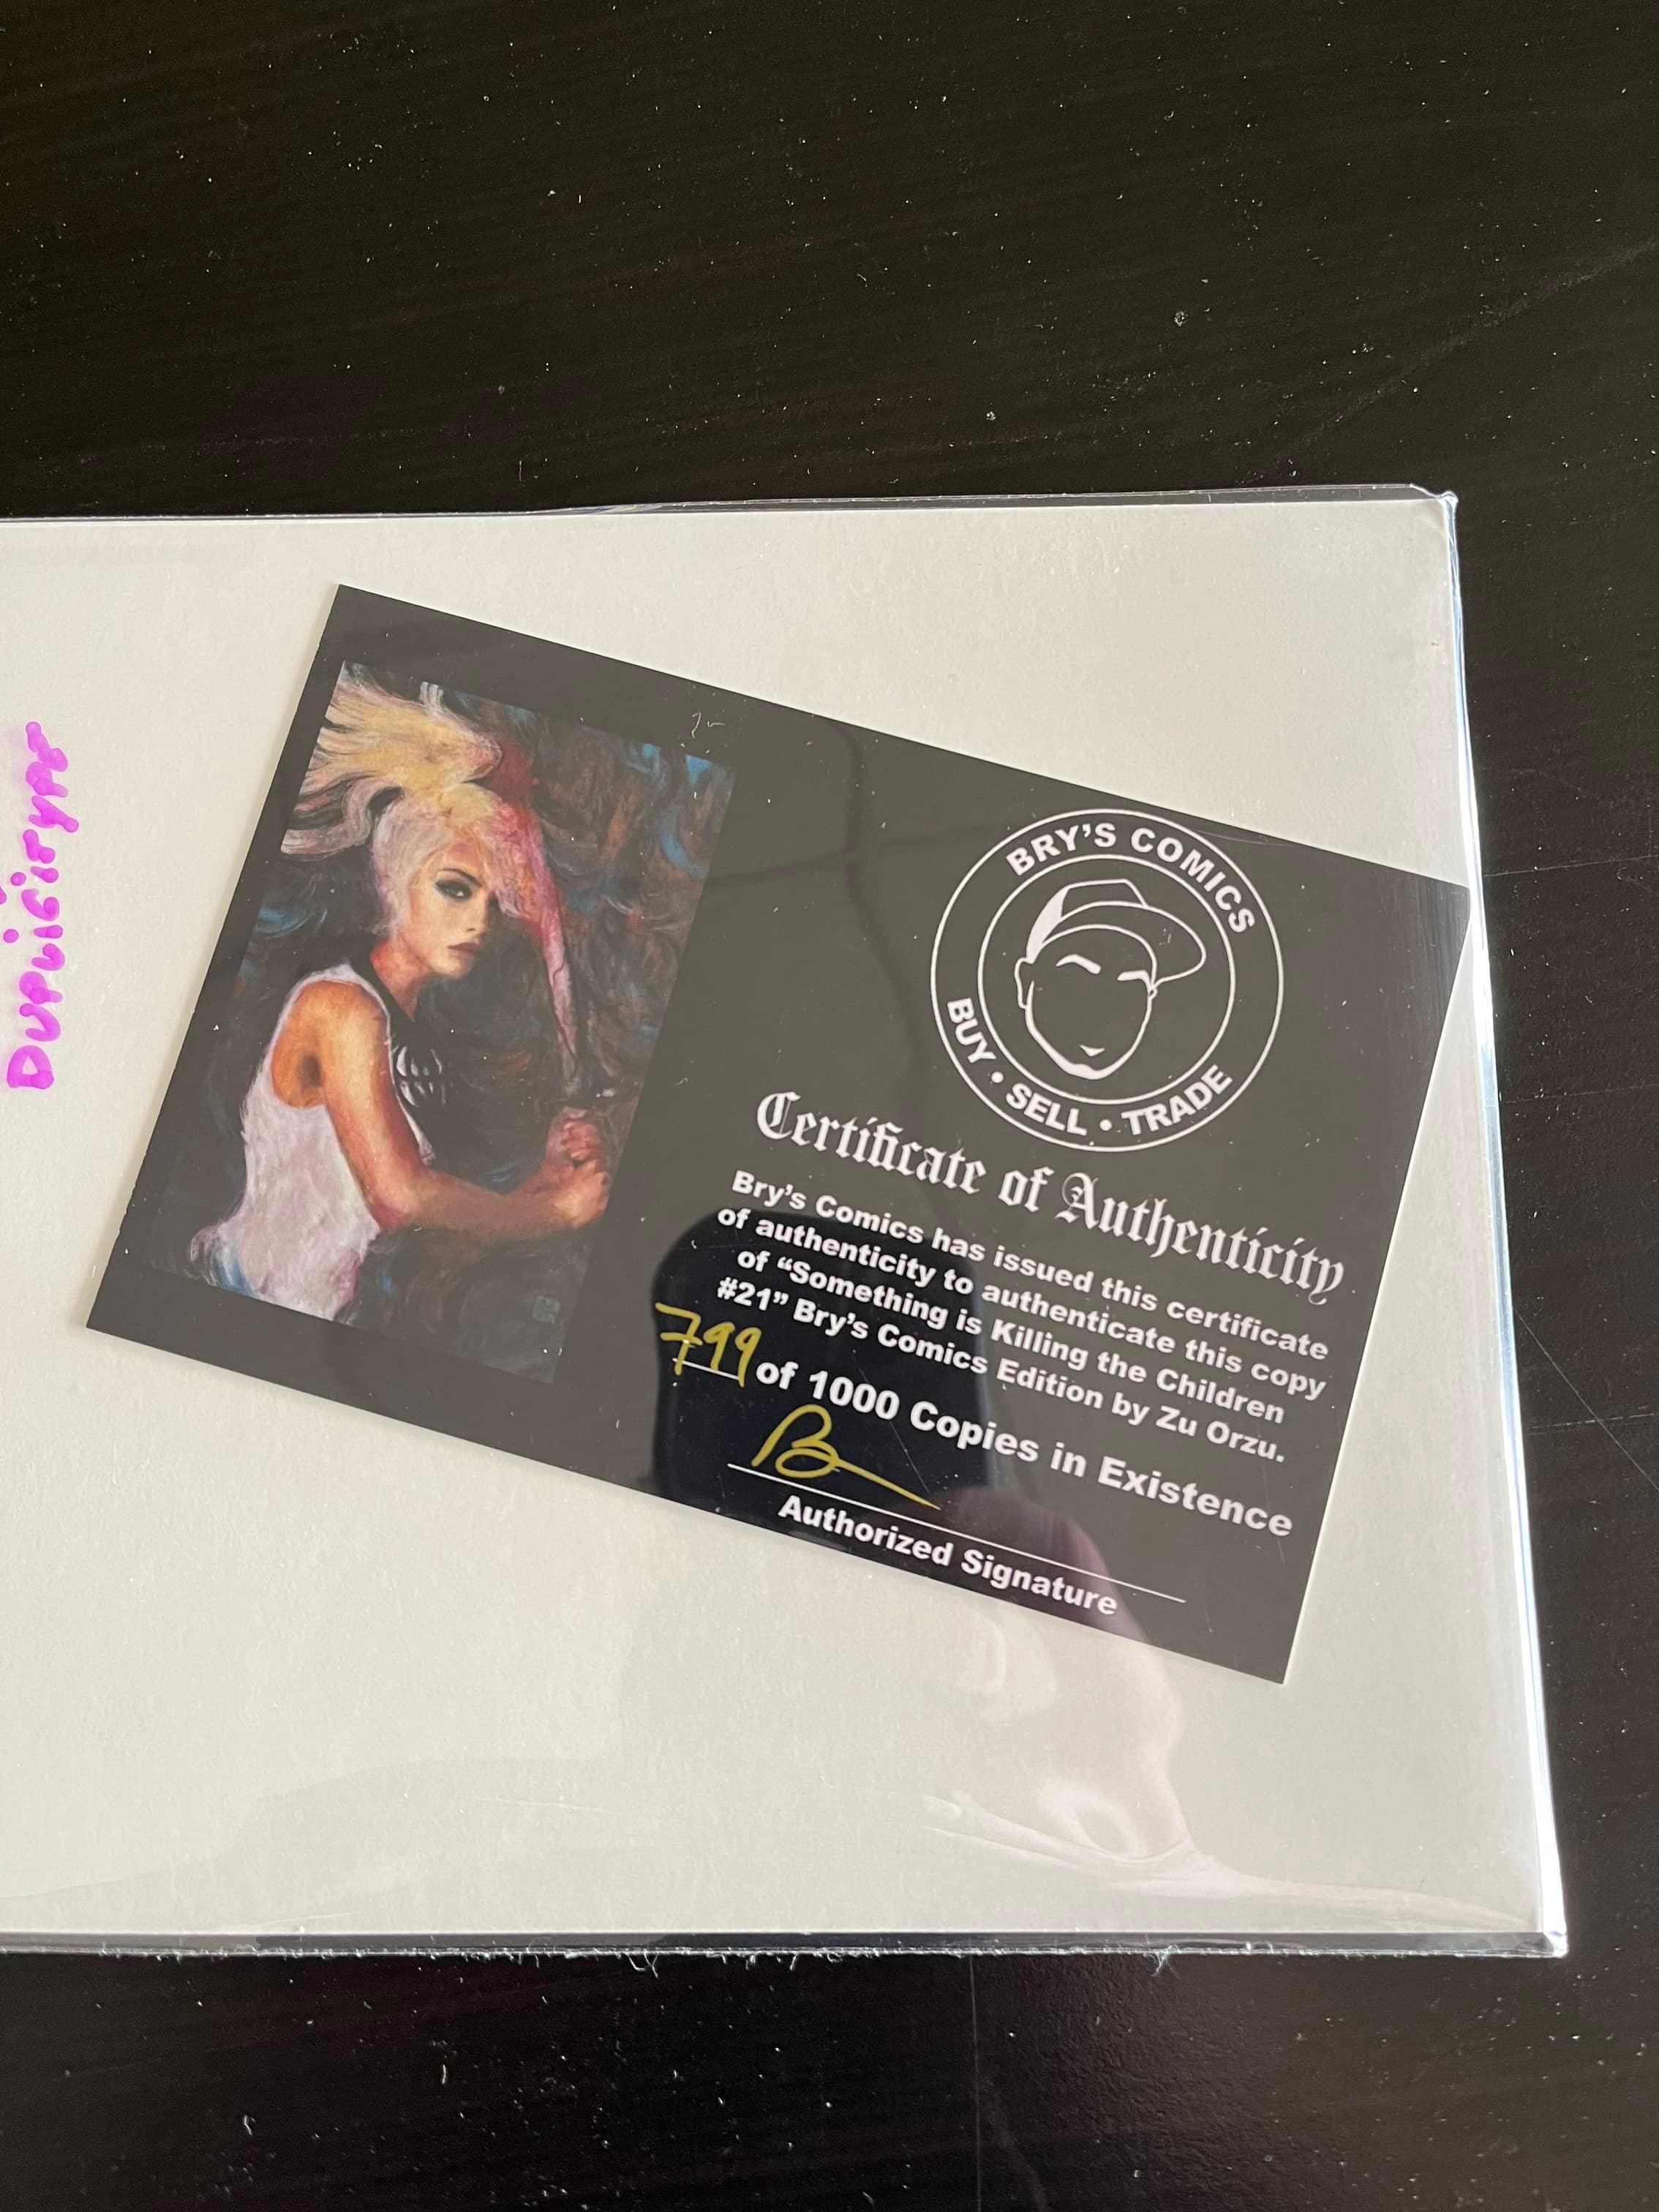 BRY'S COMICS
BUY • SELL • TRADE
Certificate of Authenticity
Bry's Comics has issued this certificate
of authenticity to authenticate this copy
of “Something is Killing the Children
#21” Bry's Comics Edition by Zu Orzu.
799 of 1000 Copies in Existence
Authorized Signature